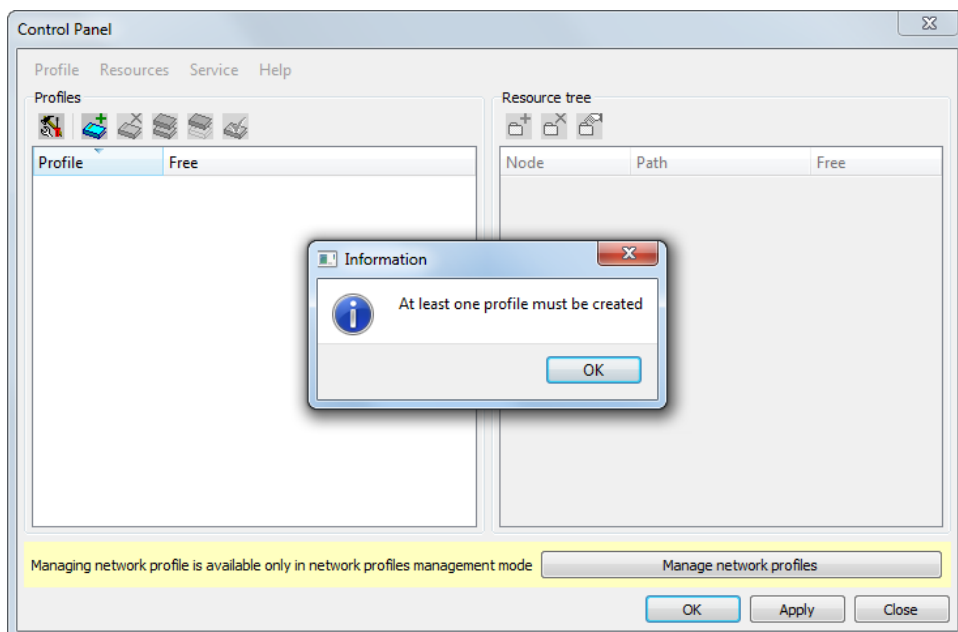 Control Panel
Profile Resources Service Help
Profiles
Resource tree
Profile Free
Node Path Free
Information
At least one profile must be created
OK
Managing network profile is available only in network profiles management mode
Manage network profiles
OK Apply Close